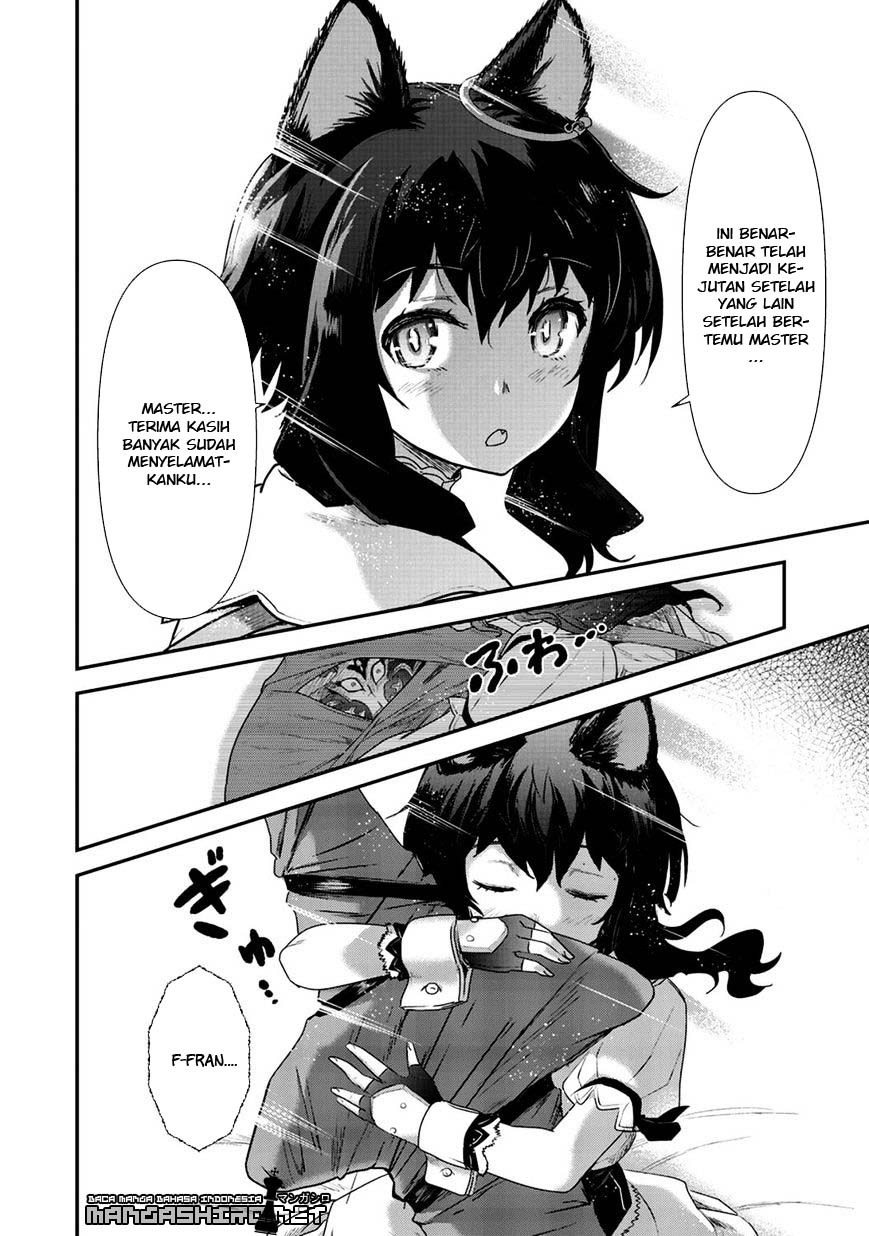 INI BENAR-
BENAR TELAH
MENJADI KE-
JUTAN SETELAH
YANG LAIN
SETELAH BER-
TEMU MASTER
...
MASTER...
TERIMA KASIH
BANYAK SUDAH
MENYELAMAT-
KANKU...
ふわ…
ぎゅ…
F-FRAN....
BACA MANGA BAHASA INDONESIA マンガシロ
MANGASHIRO.NET